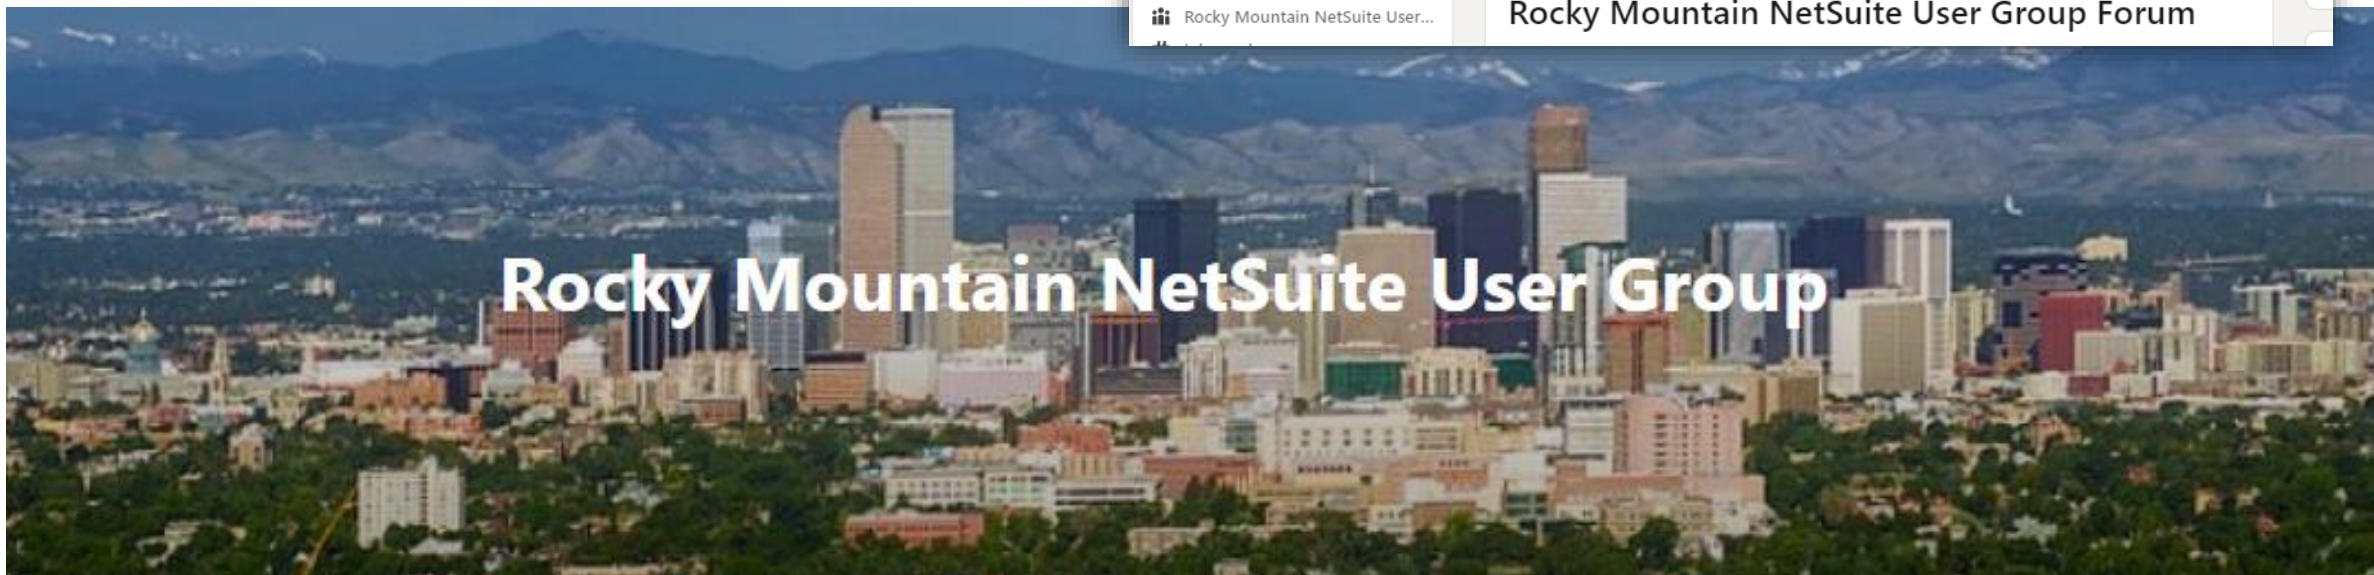 Rocky Mountain NetSuite User...
Rocky Mountain NetSuite User Group Forum
Rocky Mountain NetSuite User Group